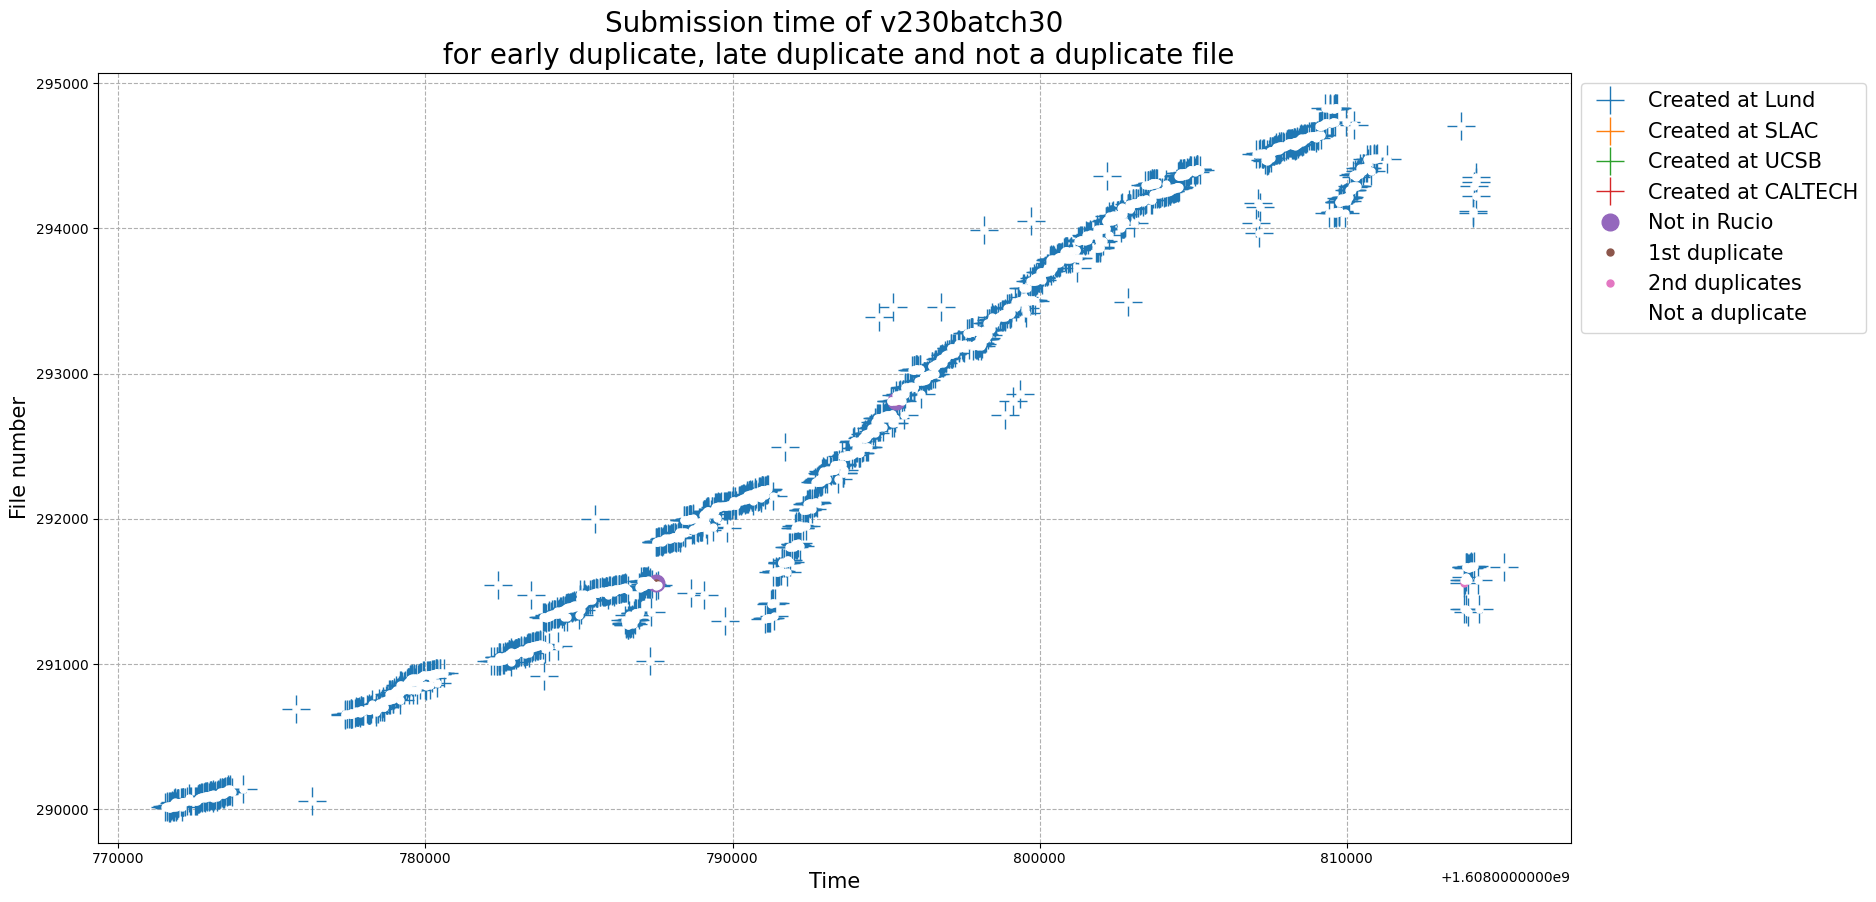 Submission time of v230batch30
for early duplicate, late duplicate and not a duplicate file
295000
294000
293000
292000
291000
290000
File number
770000
780000
790000
800000
810000
+1.6080000000e9
Time
Created at Lund
Created at SLAC
Created at UCSB
Created at CALTECH
Not in Rucio
1st duplicate
2nd duplicates
Not a duplicate